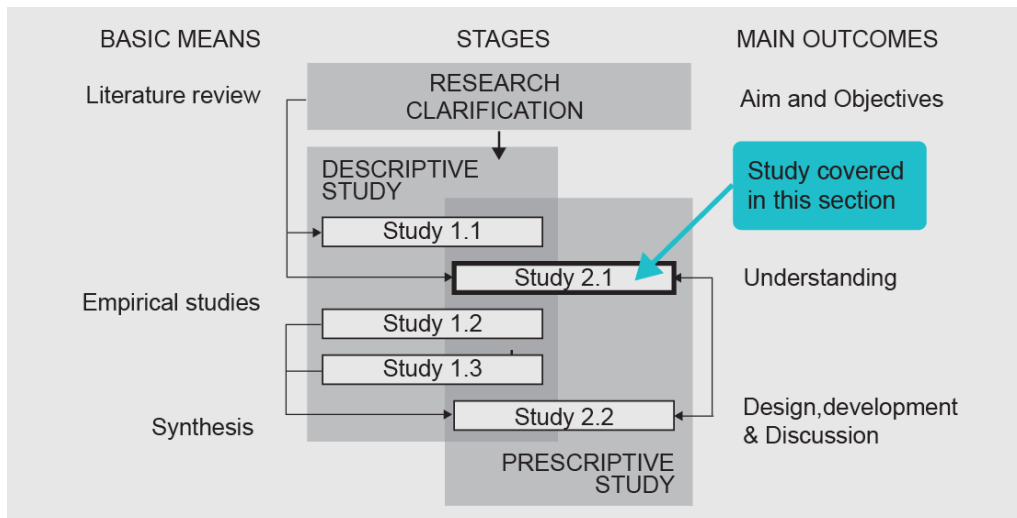 BASIC MEANS
STAGES
MAIN OUTCOMES
Literature review
RESEARCH
CLARIFICATION
Aim and Objectives
DESCRIPTIVE
STUDY
Study covered
in this section
Study 1.1
Study 2.1
Understanding
Empirical studies
Study 1.2
Study 1.3
Synthesis
Study 2.2
Design,development
& Discussion
PRESCRIPTIVE
STUDY